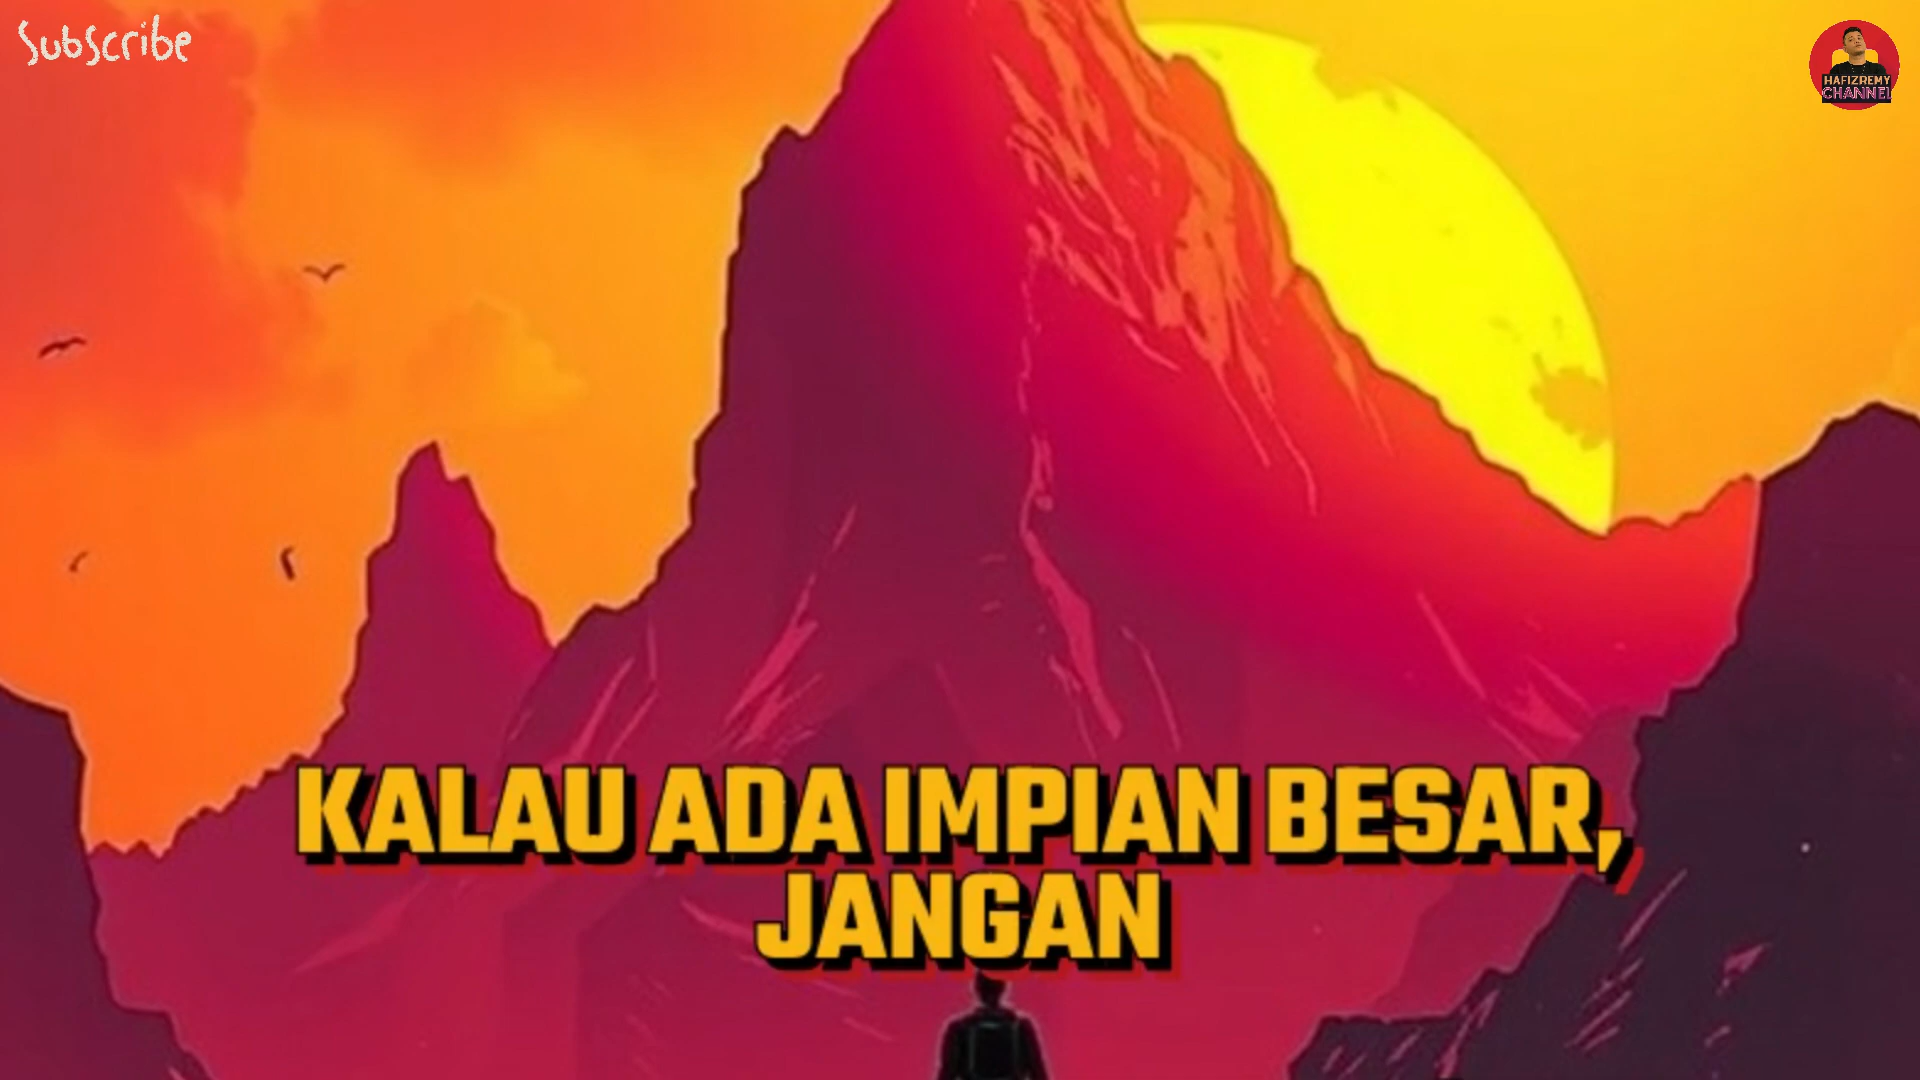 SubScribe
HAFIZREMY
CHANNEL
KALAU ADA IMPIAN BESAR,
JANGAN